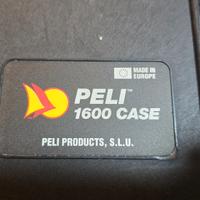 MADE IN
EUROPE
PELI™
1600 CASE
PELI PRODUCTS, S.L.U.